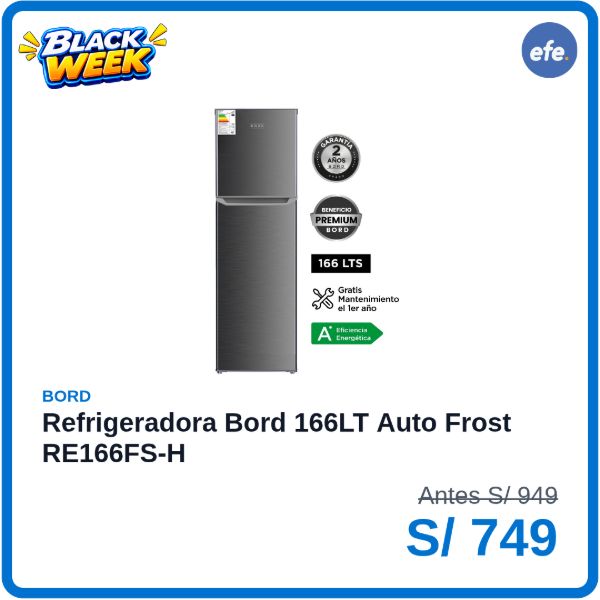 BLACK
WEEK
efe.
BORD
GARANTÍA
2
AÑOS
BENEFICIO
PREMIUM
BORD
166 LTS
Gratis
Mantenimiento
el 1er año
A+
Eficiencia
Energética
BORD
Refrigeradora Bord 166LT Auto Frost
RE166FS-H
Antes S/ 949
S/ 749